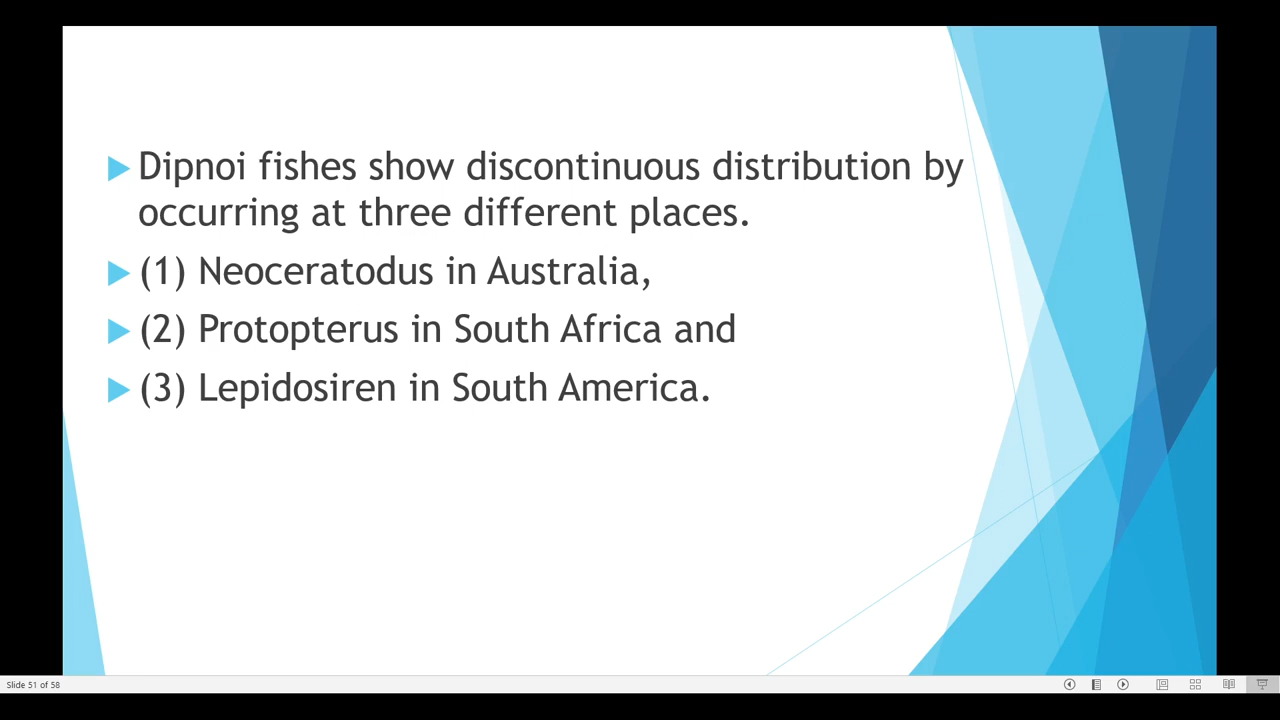 Dipnoi fishes show discontinuous distribution by
occurring at three different places.
(1) Neoceratodus in Australia,
(2) Protopterus in South Africa and
(3) Lepidosiren in South America.
Slide 51 of 58